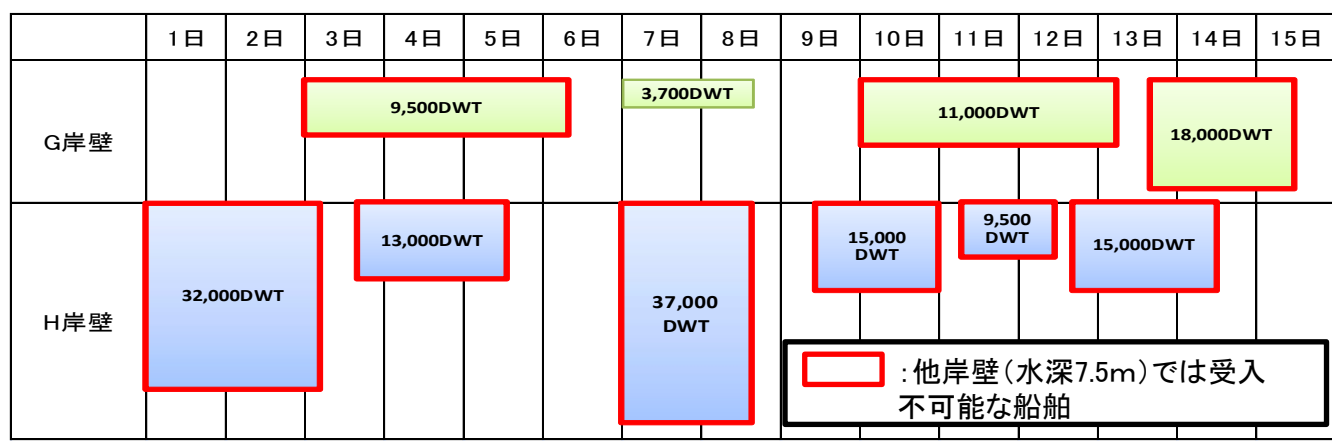 1日 2日 3日 4日 5日 6日 7日 8日 9日 10日 11日 12日 13日 14日 15日
G岸壁
9,500DWT
3,700DWT
11,000DWT
18,000DWT
H岸壁
32,000DWT
13,000DWT
37,000
DWT
15,000
DWT
9,500
DWT
15,000DWT
:他岸壁(水深7.5m)では受入
不可能な船舶